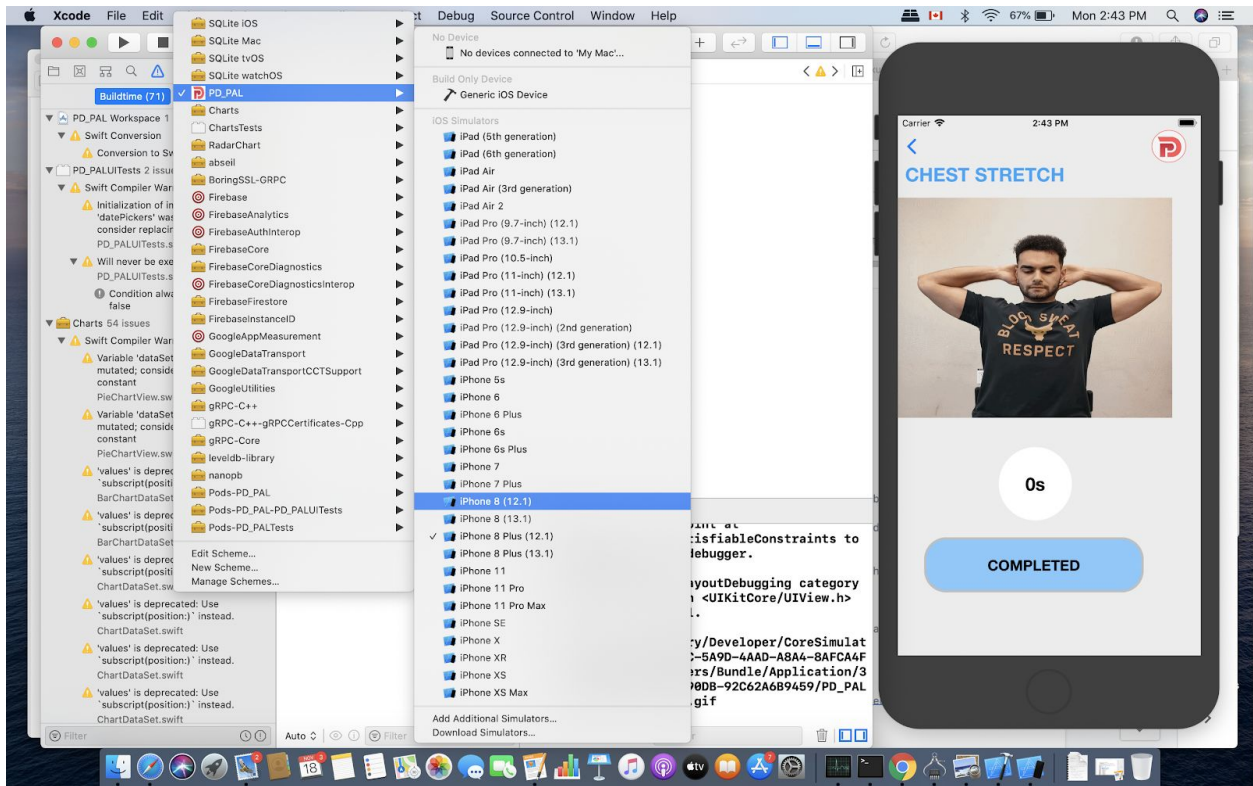 Xcode File Edit
ct Debug Source Control Window Help
67%
Mon 2:43 PM
Buildtime (71)
PD_PAL Workspace 1
Swift Conversion
Conversion to Sw
PD_PALUITests 2 issue
Swift Compiler War
Initialization of im
'datePickers' was
consider replacin
PD_PALUITests.s
Will never be exe
PD_PALUITests.s
Condition alwa
false
Charts 54 issues
Swift Compiler War
Variable 'dataSet
mutated; conside
constant
PieChartView.sw
Variable 'dataSet
mutated; conside
constant
PieChartView.sw
'values' is deprec
`subscript(positi
BarChartDataSet
'values' is deprec
`subscript(positi
BarChartDataSet
'values' is deprec
`subscript(positi
ChartDataSet.sw
'values' is deprecated: Use
`subscript(position:)` instead.
ChartDataSet.swift
'values' is deprecated: Use
`subscript(position:)` instead.
ChartDataSet.swift
'values' is deprecated: Use
`subscript(position:)` instead.
ChartDataSet.swift
Filter
SQLite iOS
SQLite Mac
SQLite tvOS
SQLite watchOS
PD_PAL
Charts
ChartsTests
RadarChart
abseil
BoringSSL-GRPC
Firebase
FirebaseAnalytics
FirebaseAuthInterop
FirebaseCore
FirebaseCoreDiagnostics
FirebaseCoreDiagnosticsInterop
FirebaseFirestore
FirebaseInstanceID
GoogleAppMeasurement
GoogleDataTransport
GoogleDataTransportCCTSupport
GoogleUtilities
gRPC-C++
gRPC-C++-gRPCCertificates-Cpp
gRPC-Core
leveldb-library
nanopb
Pods-PD_PAL
Pods-PD_PAL-PD_PALUITests
Pods-PD_PALTests
Edit Scheme...
New Scheme...
Manage Schemes...
No Device
No devices connected to 'My Mac'...
Build Only Device
Generic iOS Device
iOS Simulators
iPad (5th generation)
iPad (6th generation)
iPad Air
iPad Air (3rd generation)
iPad Air 2
iPad Pro (9.7-inch) (12.1)
iPad Pro (9.7-inch) (13.1)
iPad Pro (10.5-inch)
iPad Pro (11-inch) (12.1)
iPad Pro (11-inch) (13.1)
iPad Pro (12.9-inch)
iPad Pro (12.9-inch) (2nd generation)
iPad Pro (12.9-inch) (3rd generation) (12.1)
iPad Pro (12.9-inch) (3rd generation) (13.1)
iPhone 5s
iPhone 6
iPhone 6 Plus
iPhone 6s
iPhone 6s Plus
iPhone 7
iPhone 7 Plus
iPhone 8 (12.1)
iPhone 8 (13.1)
iPhone 8 Plus (12.1)
iPhone 8 Plus (13.1)
iPhone 11
iPhone 11 Pro
iPhone 11 Pro Max
iPhone SE
iPhone X
iPhone XR
iPhone XS
iPhone XS Max
Add Additional Simulators...
Download Simulators...
Auto
Filter
oint at
tisfiableConstraints to
debugger.
ayoutDebugging category
n <UIKitCore/UIView.h>
l.
ry/Developer/CoreSimulat
C-5A9D-4AAD-A8A4-8AFCA4F
ers/Bundle/Application/3
90DB-92C62A6B9459/PD_PAL
.gif
Carrier
2:43 PM
CHEST STRETCH
BLOOD SWEAT
RESPECT
0s
COMPLETED
NOV
18
tv